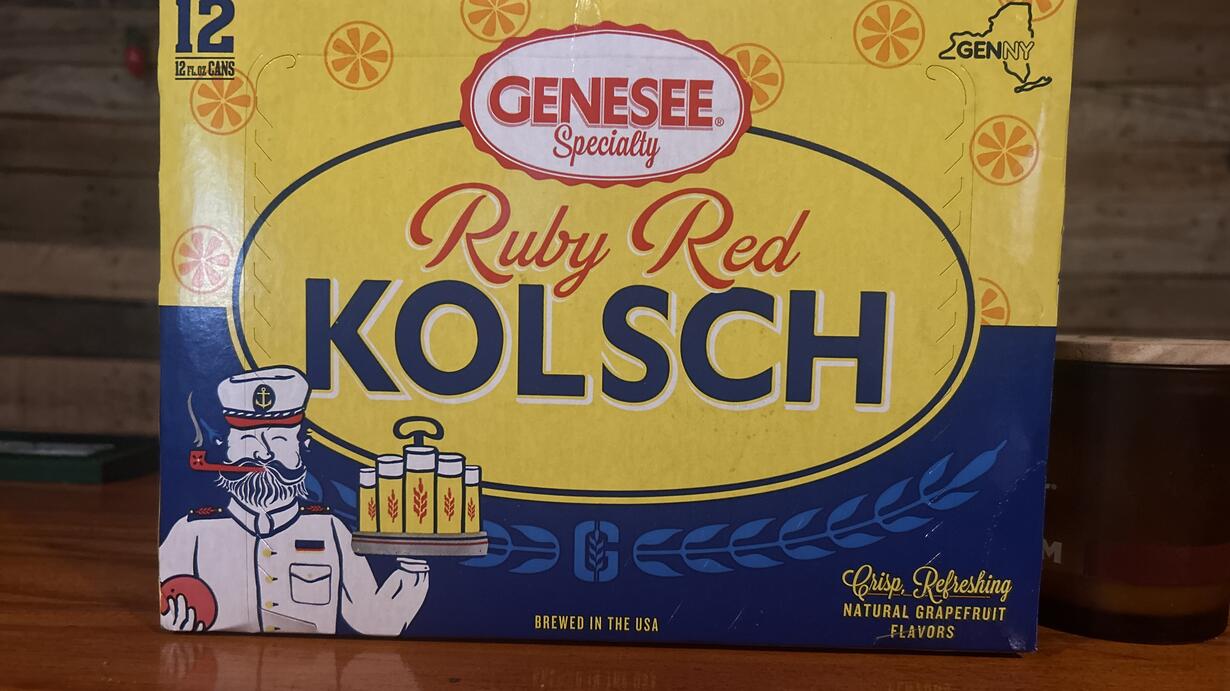 12
12 FL.OZ CANS
GENESEE®
Specialty
GENNY
Ruby Red
KOLSCH
G
Crisp, Refreshing
NATURAL GRAPEFRUIT
FLAVORS
BREWED IN THE USA